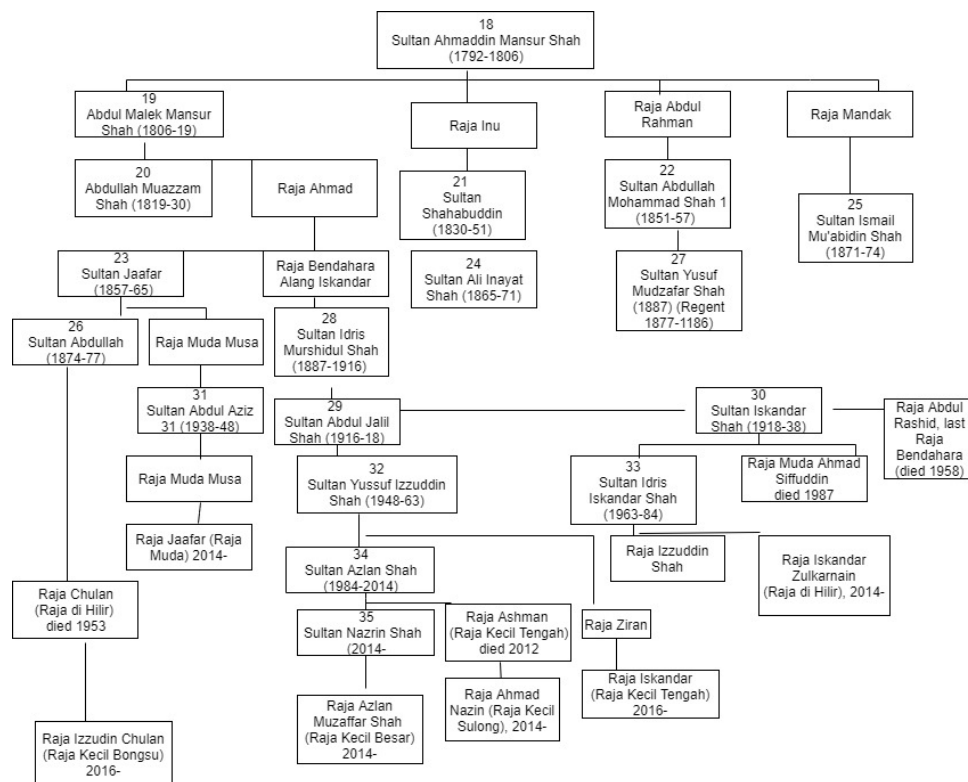 18
Sultan Ahmaddin Mansur Shah
(1792-1806)
19
Abdul Malek Mansur
Shah (1806-19)
Raja Inu
Raja Abdul
Rahman
Raja Mandak
20
Abdullah Muazzam
Shah (1819-30)
Raja Ahmad
21
Sultan
Shahabuddin
(1830-51)
22
Sultan Abdullah
Mohammad Shah 1
(1851-57)
25
Sultan Ismail
Mu'abidin Shah
(1871-74)
23
Sultan Jaafar
(1857-65)
Raja Bendahara
Alang Iskandar
24
Sultan Ali Inayat
Shah (1865-71)
27
Sultan Yusuf
Mudzafar Shah
(1887) (Regent
1877-1186)
26
Sultan Abdullah
(1874-77)
Raja Muda Musa
28
Sultan Idris
Murshidul Shah
(1887-1916)
31
Sultan Abdul Aziz
31 (1938-48)
29
Sultan Abdul Jalil
Shah (1916-18)
30
Sultan Iskandar
Shah (1918-38)
Raja Abdul
Rashid, last
Raja
Bendahara
(died 1958)
Raja Muda Musa
32
Sultan Yussuf Izzuddin
Shah (1948-63)
33
Sultan Idris
Iskandar Shah
(1963-84)
Raja Muda Ahmad
Siffuddin
died 1987
Raja Jaafar (Raja
Muda) 2014-
34
Sultan Azlan Shah
(1984-2014)
Raja Izzuddin
Shah
Raja Iskandar
Zulkarnain
(Raja di Hilir), 2014-
Raja Chulan
(Raja di Hilir)
died 1953
35
Sultan Nazrin Shah
(2014-
Raja Ashman
(Raja Kecil Tengah)
died 2012
Raja Ziran
Raja Azlan
Muzaffar Shah
(Raja Kecil Besar)
2014-
Raja Ahmad
Nazin (Raja Kecil
Sulong), 2014-
Raja Iskandar
(Raja Kecil Tengah)
2016-
Raja Izzudin Chulan
(Raja Kecil Bongsu)
2016-